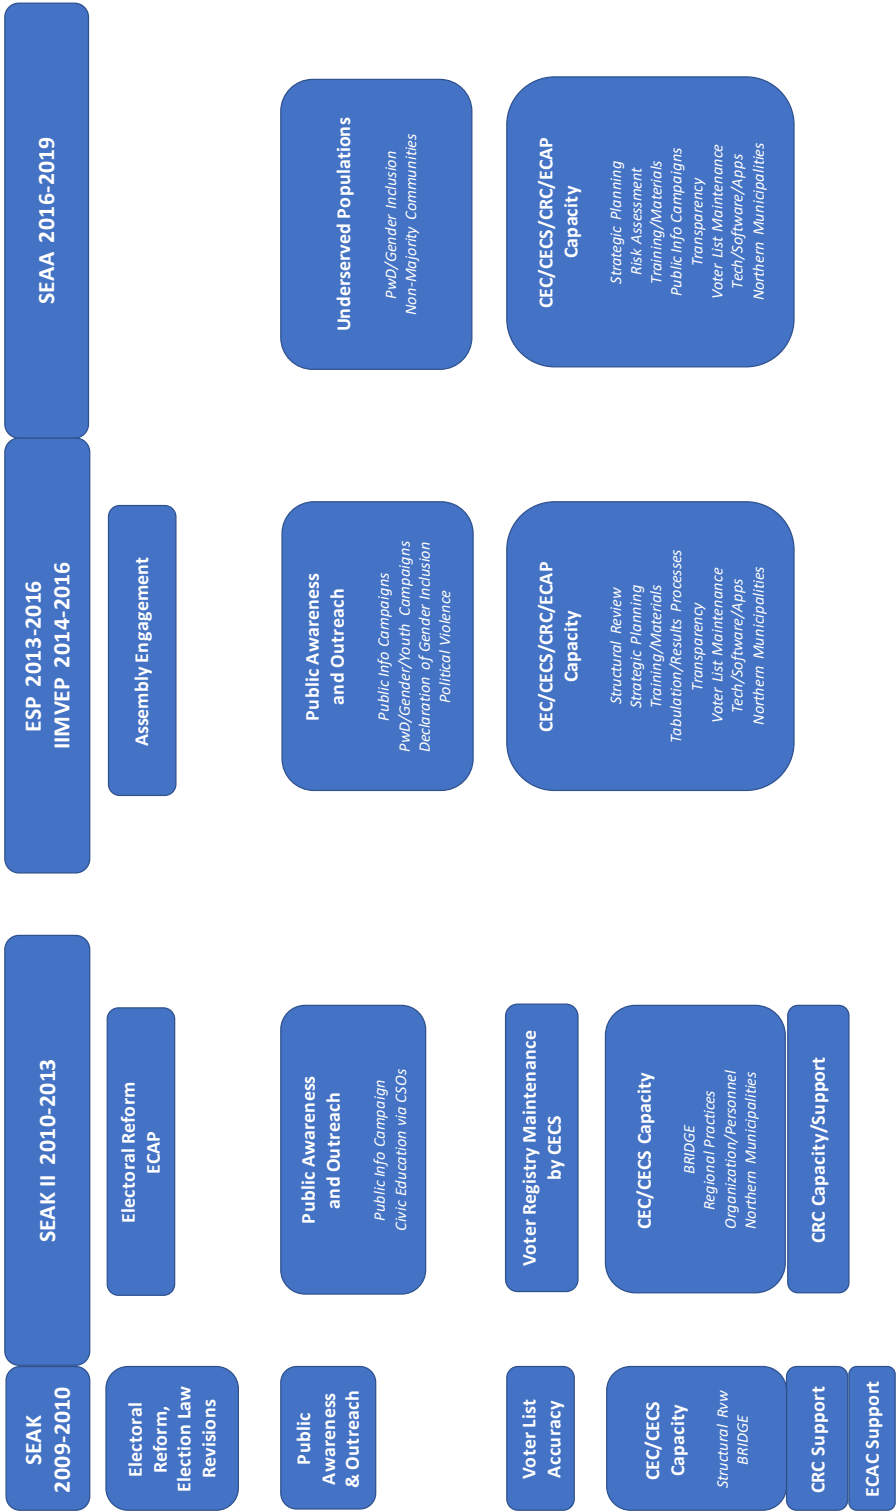 SEAK
2009-2010
SEAK II 2010-2013
ESP 2013-2016
IIMVEP 2014-2016
SEAA 2016-2019
Electoral
Reform,
Election Law
Revisions
Electoral Reform
ECAP
Assembly Engagement
Public
Awareness
& Outreach
Public Awareness
and Outreach
Public Info Campaign
Civic Education via CSOs
Public Awareness
and Outreach
Public Info Campaigns
PwD/Gender/Youth Campaigns
Declaration of Gender Inclusion
Political Violence
Underserved Populations
PwD/Gender Inclusion
Non-Majority Communities
Voter List
Accuracy
Voter Registry Maintenance
by CECS
CEC/CECS/CRC/ECAP
Capacity
Structural Review
Strategic Planning
Training/Materials
Tabulation/Results Processes
Transparency
Voter List Maintenance
Tech/Software/Apps
Northern Municipalities
CEC/CECS/CRC/ECAP
Capacity
Strategic Planning
Risk Assessment
Training/Materials
Public Info Campaigns
Transparency
Voter List Maintenance
Tech/Software/Apps
Northern Municipalities
CEC/CECS
Capacity
Structural Rvw
BRIDGE
CEC/CECS Capacity
BRIDGE
Regional Practices
Organization/Personnel
Northern Municipalities
CRC Support
CRC Capacity/Support
ECAC Support